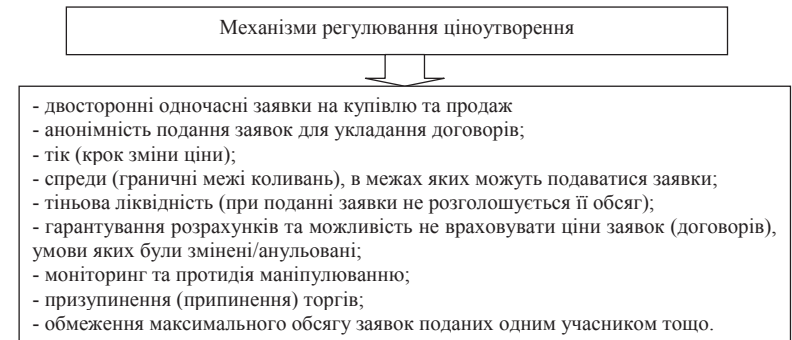 Механізми регулювання ціноутворення
- двосторонні одночасні заявки на купівлю та продаж
- анонімність подання заявок для укладання договорів;
- тік (крок зміни ціни);
- спреди (граничні межі коливань), в межах яких можуть подаватися заявки;
- тіньова ліквідність (при поданні заявки не розголошується її обсяг);
- гарантування розрахунків та можливість не враховувати ціни заявок (договорів),
умови яких були змінені/анульовані;
- моніторинг та протидія маніпулюванню;
- призупинення (припинення) торгів;
- обмеження максимального обсягу заявок поданих одним учасником тощо.